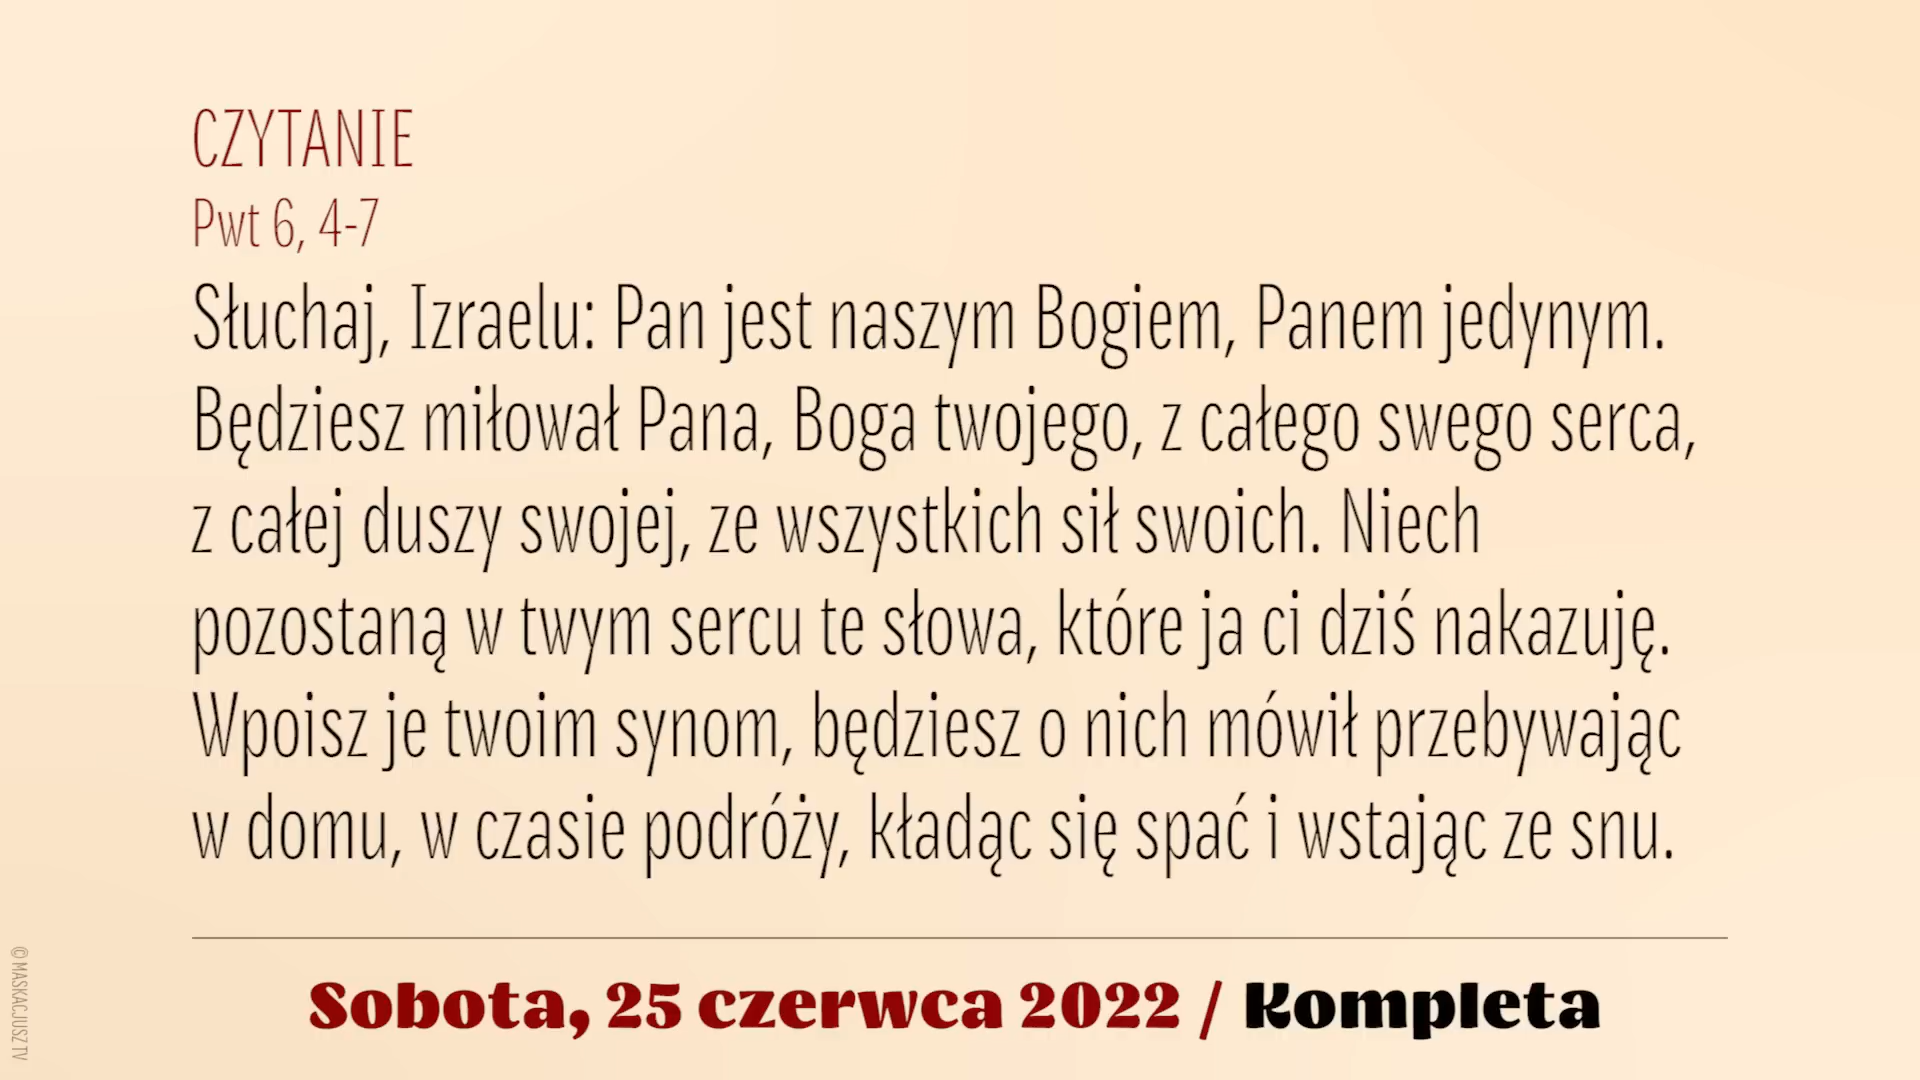 CZYTANIE
Pwt 6, 4-7
Słuchaj, Izraelu: Pan jest naszym Bogiem, Panem jedynym.
Będziesz miłował Pana, Boga twojego, z całego swego serca,
z całej duszy swojej, ze wszystkich sił swoich. Niech
pozostaną w twym sercu te słowa, które ja ci dziś nakazuję.
Wpoisz je twoim synom, będziesz o nich mówił przebywając
w domu, w czasie podróży, kładąc się spać i wstając ze snu.
Sobota, 25 czerwca 2022 / Kompleta
© MASKACJUSZ TV